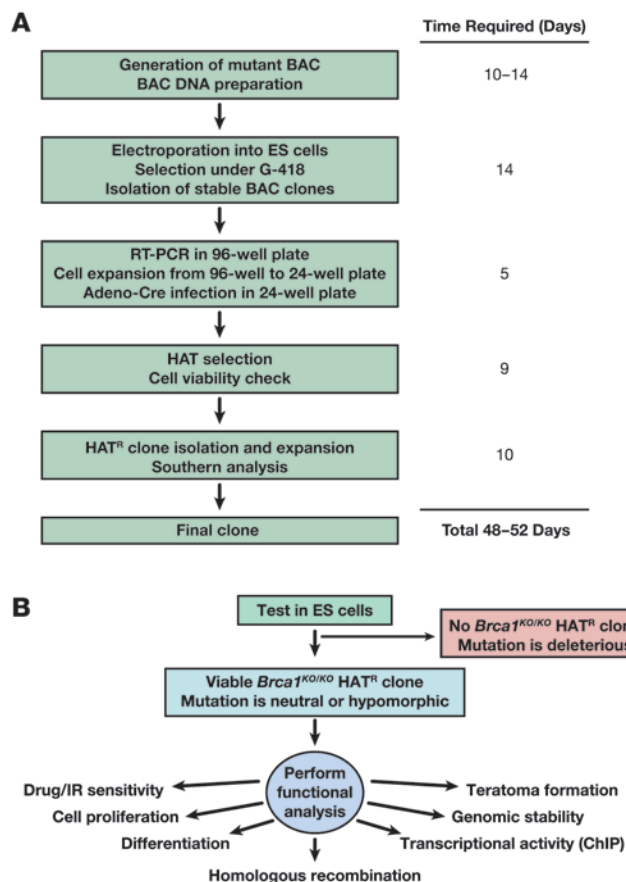 A
Time Required (Days)
Generation of mutant BAC
BAC DNA preparation
10–14
Electroporation into ES cells
Selection under G-418
Isolation of stable BAC clones
14
RT-PCR in 96-well plate
Cell expansion from 96-well to 24-well plate
Adeno-Cre infection in 24-well plate
5
HAT selection
Cell viability check
9
HATᴿ clone isolation and expansion
Southern analysis
10
Final clone
Total 48–52 Days
B
Test in ES cells
No Brca1ᴷᴼ/ᴷᴼ HATᴿ clon
Mutation is deleterious
Viable Brca1ᴷᴼ/ᴷᴼ HATᴿ clone
Mutation is neutral or hypomorphic
Perform
functional
analysis
Drug/IR sensitivity
Cell proliferation
Differentiation
Homologous recombination
Teratoma formation
Genomic stability
Transcriptional activity (ChIP)